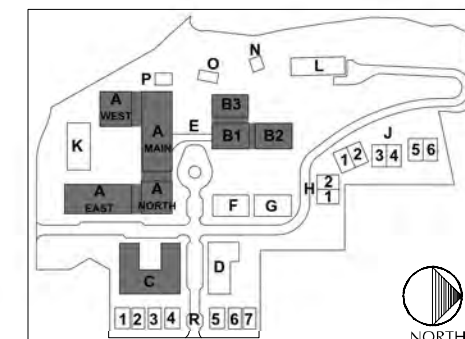 N
O
L
P
A
WEST
A
MAIN
B3
E
B1 B2
K
J
1 2 3 4 5 6
H 2
1
A
EAST
A
NORTH
F G
C
D
1 2 3 4 R 5 6 7
NORTH